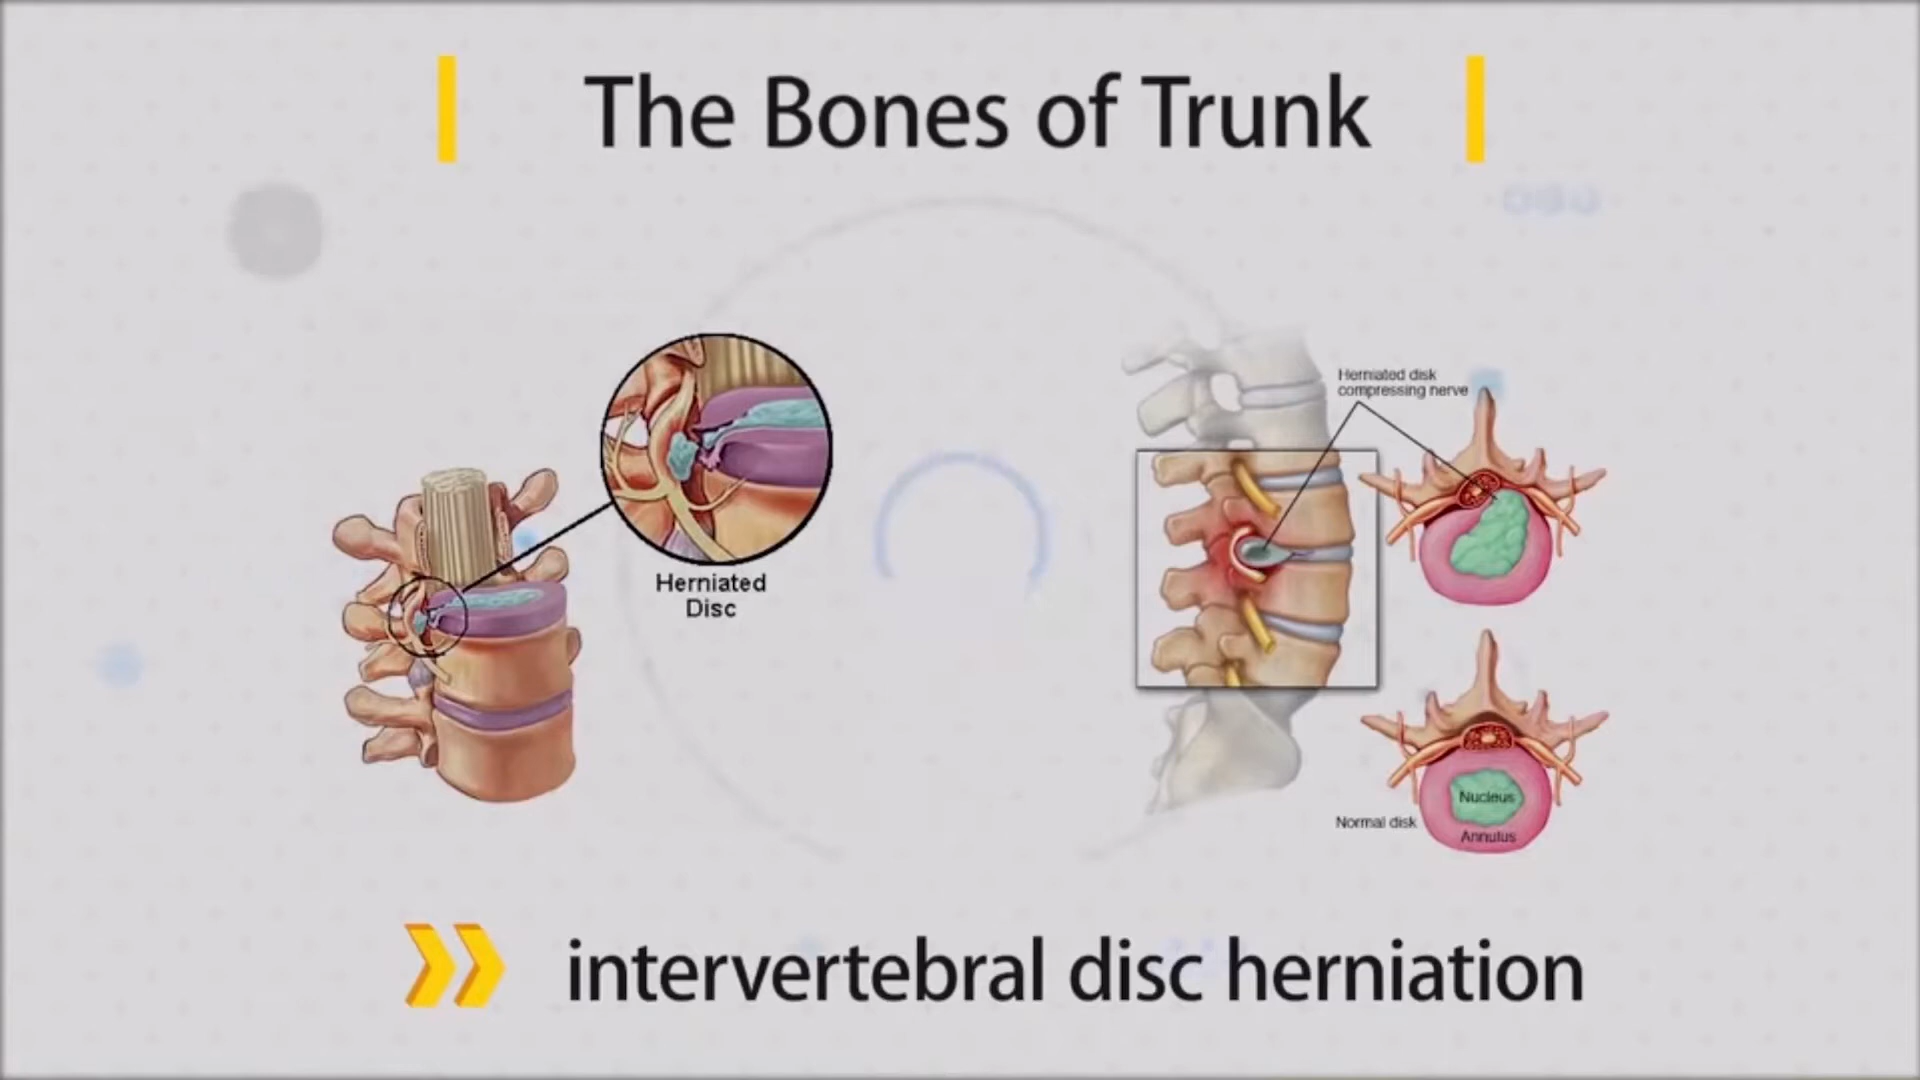 The Bones of Trunk
Herniated disk
compressing nerve
Herniated
Disc
Nucleus
Normal disk
Annulus
intervertebral disc herniation